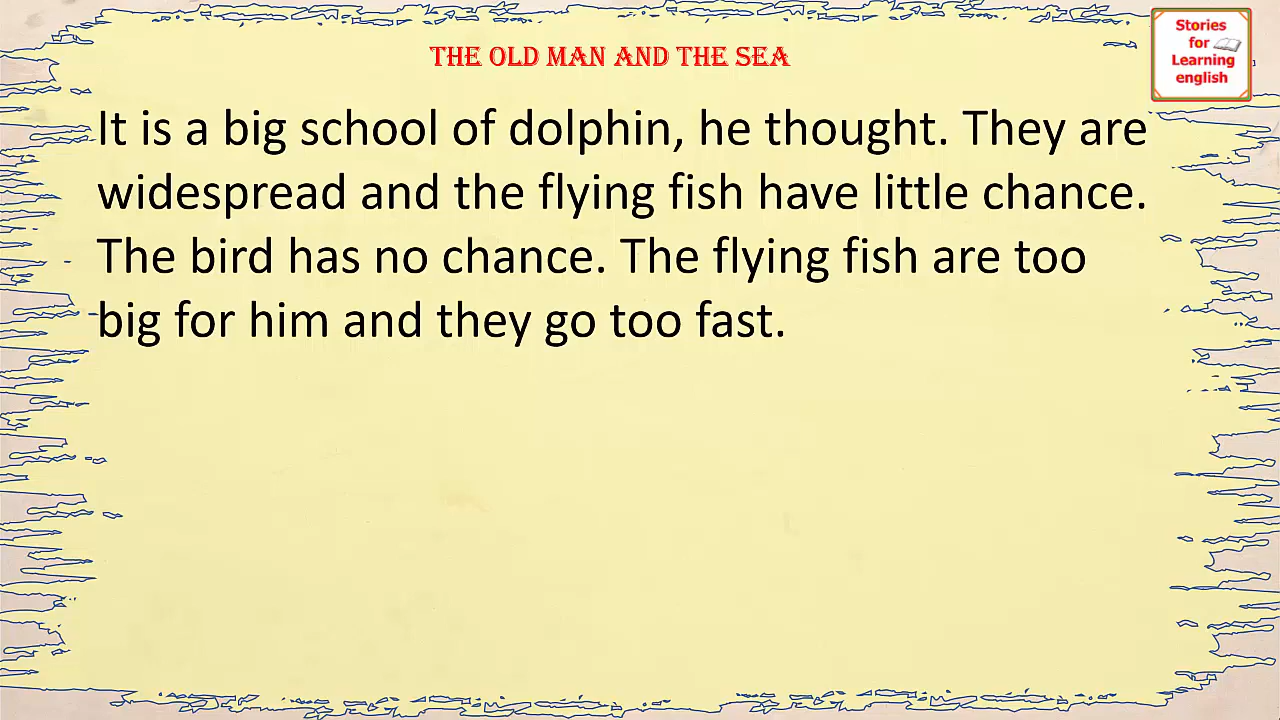 THE OLD MAN AND THE SEA
Stories
for
Learning
english
It is a big school of dolphin, he thought. They are
widespread and the flying fish have little chance.
The bird has no chance. The flying fish are too
big for him and they go too fast.